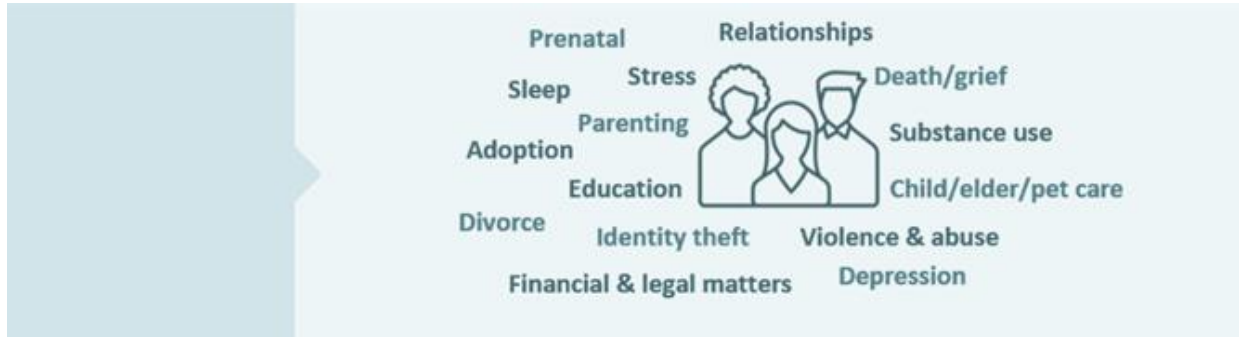 Prenatal
Relationships
Sleep
Stress
Death/grief
Parenting
Substance use
Adoption
Education
Child/elder/pet care
Divorce
Identity theft
Violence & abuse
Financial & legal matters
Depression